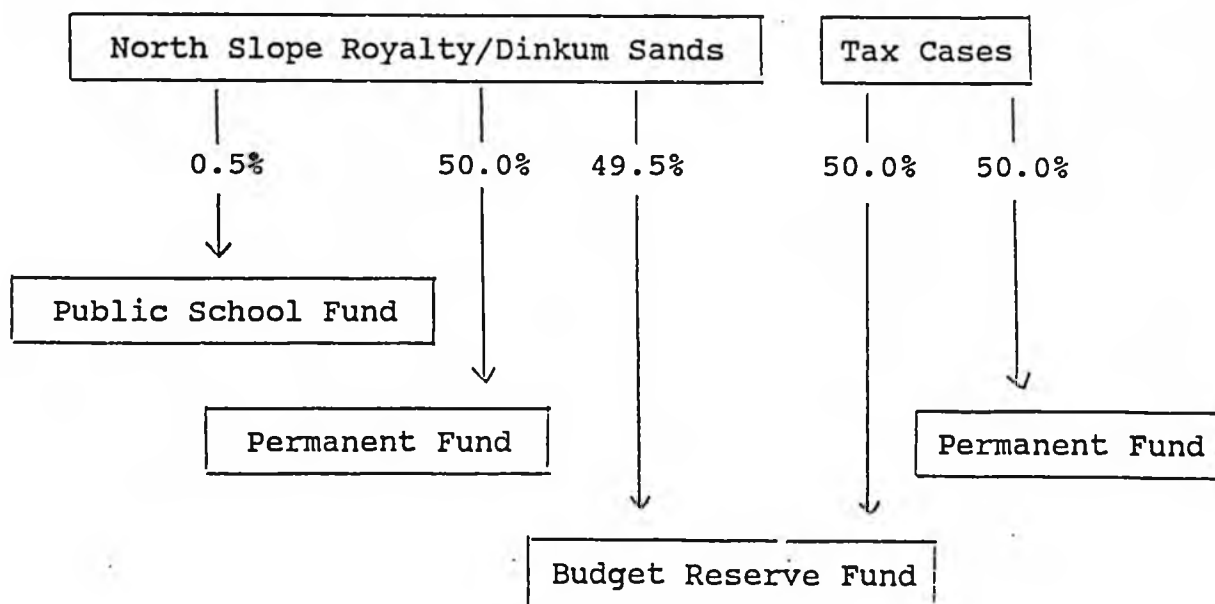 North Slope Royalty/Dinkum Sands Tax Cases
0.5% 50.0% 49.5% 50.0% 50.0%
Public School Fund
Permanent Fund Permanent Fund
Budget Reserve Fund